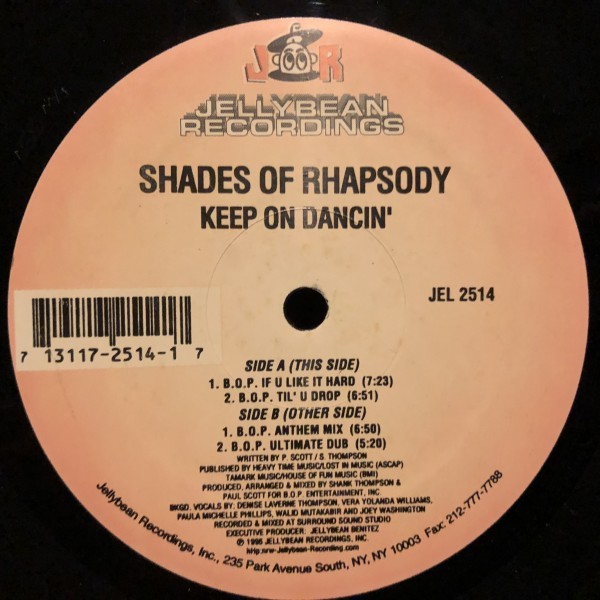 J R
JELLYBEAN
RECORDINGS
SHADES OF RHAPSODY
KEEP ON DANCIN'
JEL 2514
7 13117-2514-1 7
SIDE A (THIS SIDE)
1. B.O.P. IF U LIKE IT HARD (7:23)
2. B.O.P. TIL' U DROP (6:51)
SIDE B (OTHER SIDE)
1. B.O.P. ANTHEM MIX (6:50)
2. B.O.P. ULTIMATE DUB (5:20)
WRITTEN BY P. SCOTT / S. THOMPSON
PUBLISHED BY HEAVY TIME MUSIC/LOST IN MUSIC (ASCAP)
TAMARK MUSIC/HOUSE OF FUN MUSIC (BMI)
PRODUCED, ARRANGED & MIXED BY SHANK THOMPSON &
PAUL SCOTT FOR B.O.P. ENTERTAINMENT, INC.
BKGD. VOCALS BY: DENISE LAVERNE THOMPSON, VERA YOLANDA WILLIAMS,
PAULA MICHELLE PHILLIPS, WALID MUTAKABIR AND JOEY WASHINGTON
RECORDED & MIXED AT SURROUND SOUND STUDIO
EXECUTIVE PRODUCER: JELLYBEAN BENITEZ
℗ 1996 JELLYBEAN RECORDINGS, INC.
Jellybean Recordings, Inc., 235 Park Avenue South, NY, NY 10003 Fax: 212-777-7788